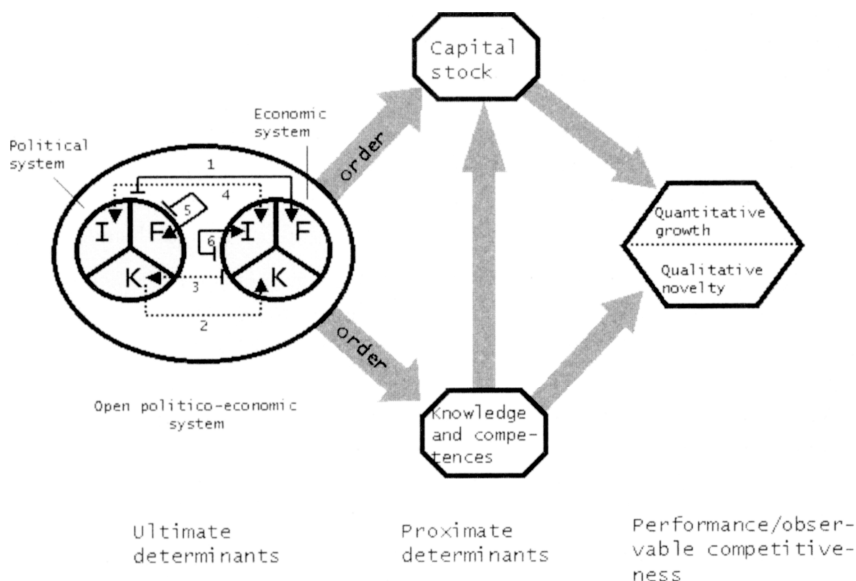 Capital
stock
Economic
system
Political
system
order
1
4
I
F
5
I
F
6
K
3
K
2
Quantitative
growth
Qualitative
novelty
order
Open politico-economic
system
Knowledge
and compe-
tences
Ultimate
determinants
Proximate
determinants
Performance/obser-
vable competitive-
ness